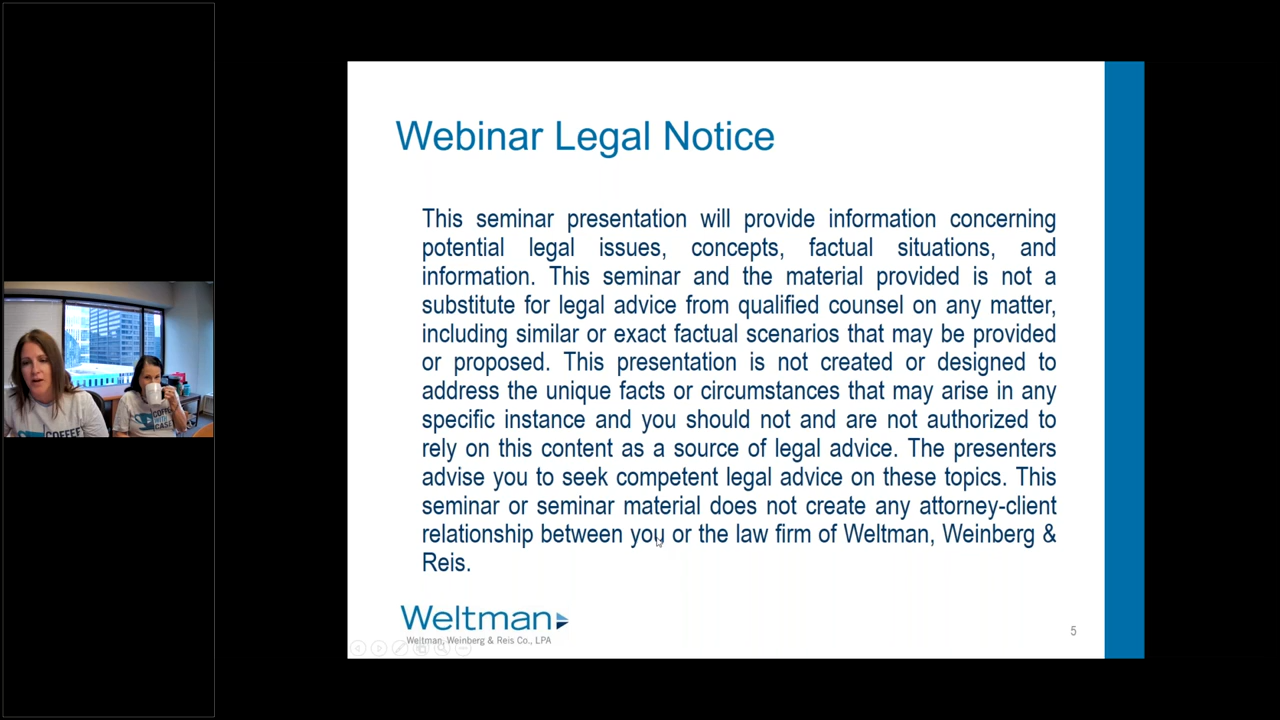 Webinar Legal Notice
This seminar presentation will provide information concerning
potential legal issues, concepts, factual situations, and
information. This seminar and the material provided is not a
substitute for legal advice from qualified counsel on any matter,
including similar or exact factual scenarios that may be provided
or proposed. This presentation is not created or designed to
address the unique facts or circumstances that may arise in any
specific instance and you should not and are not authorized to
rely on this content as a source of legal advice. The presenters
advise you to seek competent legal advice on these topics. This
seminar or seminar material does not create any attorney-client
relationship between you or the law firm of Weltman, Weinberg &
Reis.
Weltman
Weltman, Weinberg & Reis Co., LPA
5
COFFEE